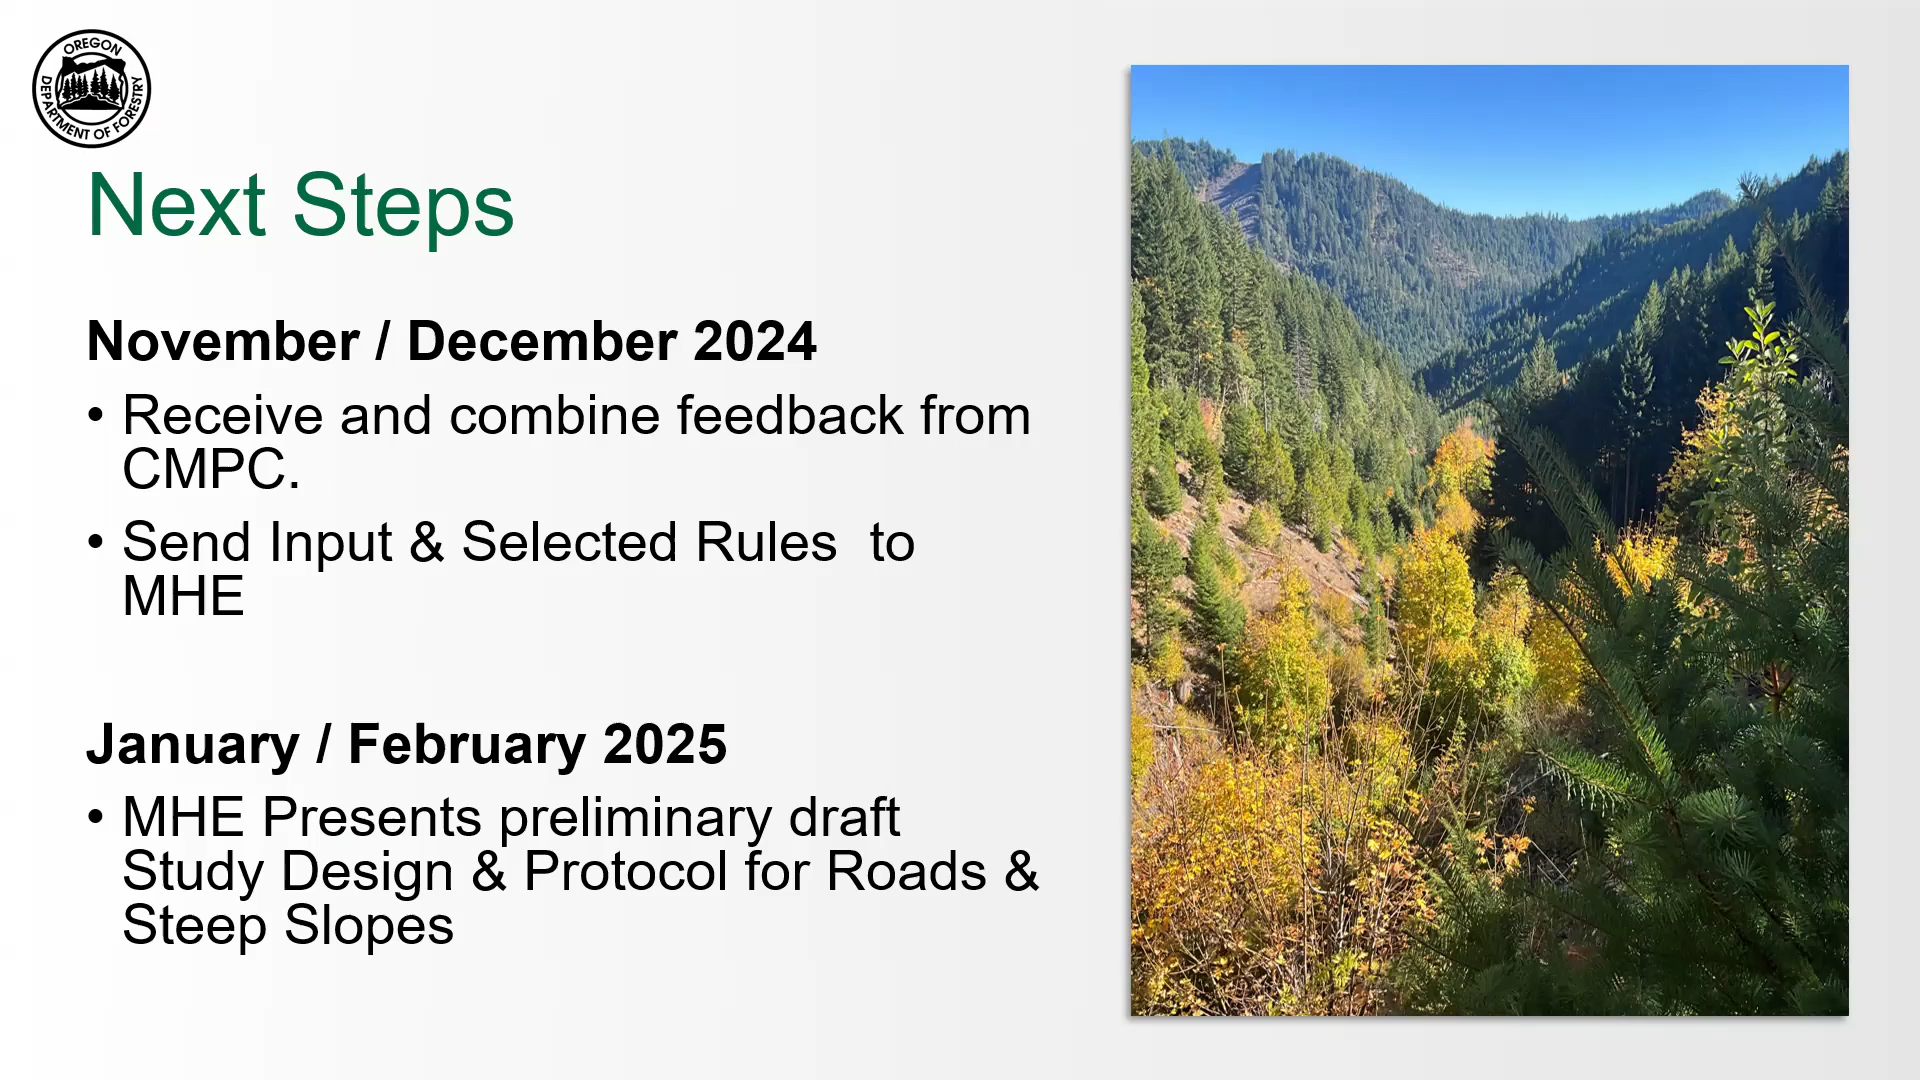 OREGON
DEPARTMENT OF FORESTRY
Next Steps
November / December 2024
• Receive and combine feedback from
CMPC.
• Send Input & Selected Rules  to
MHE
January / February 2025
• MHE Presents preliminary draft
Study Design & Protocol for Roads &
Steep Slopes